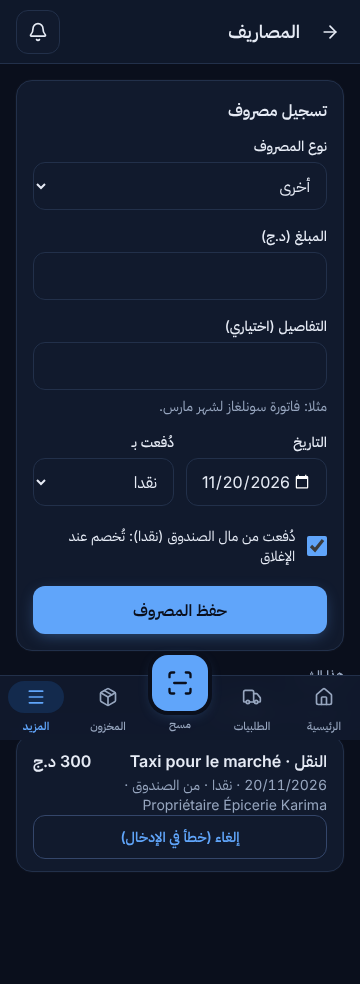 المصاريف
تسجيل مصروف
نوع المصروف
أخرى
المبلغ (د.ج)
التفاصيل (اختياري)
مثلا: فاتورة سونلغاز لشهر مارس.
التاريخ
دُفعت بـ
11/20/2026
نقدا
دُفعت من مال الصندوق (نقدا): تُخصم عند
الإغلاق
حفظ المصروف
الرئيسية
الطلبيات
مسح
المخزون
المزيد
النقل · Taxi pour le marché
300 د.ج
20/11/2026 · نقدا · من الصندوق ·
Propriétaire Épicerie Karima
إلغاء (خطأ في الإدخال)